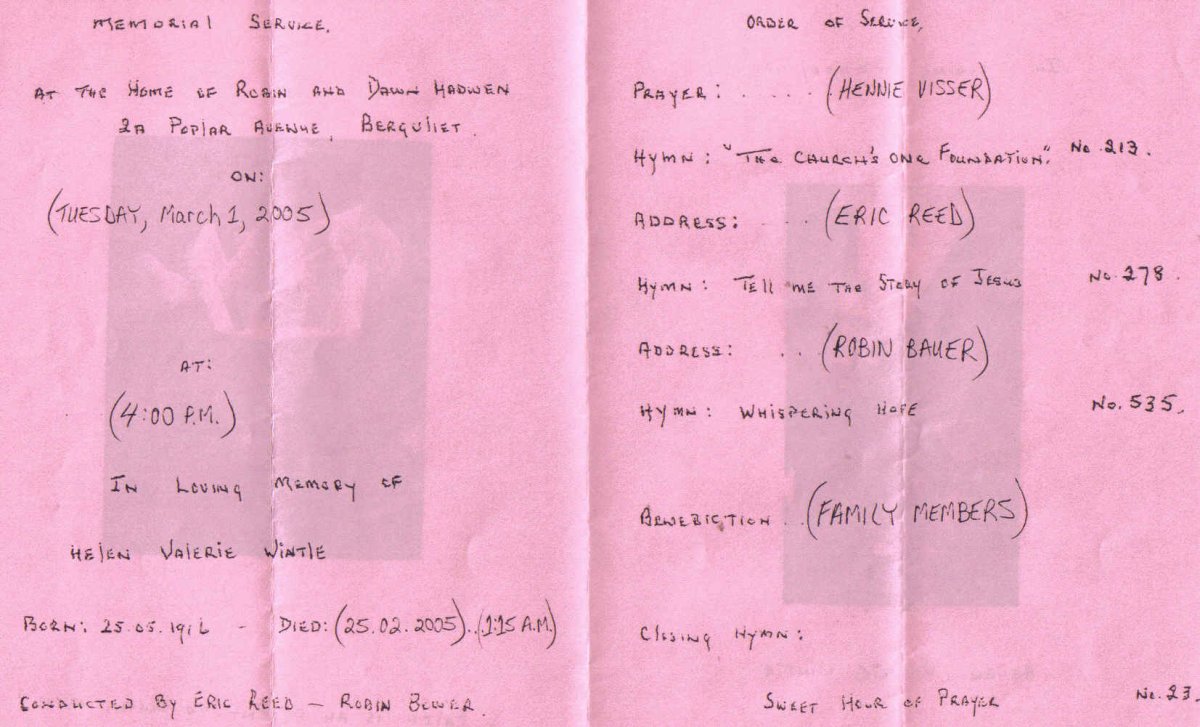 MEMORIAL SERVICE.
AT THE HOME OF ROBIN AND DAWN HADWEN
2A POPLAR AVENUE, BERGVLIET.
ON:
(TUESDAY, March 1, 2005)
AT:
(4:00 P.M.)
IN LOVING MEMORY OF
HELEN VALERIE WINTLE
BORN: - DIED: (25.02.2005)..(1:15 A.M.)
CONDUCTED BY ERIC REED — ROBIN BOWER.
ORDER OF SERVICE,
PRAYER: .... (HENNIE VISSER)
HYMN: "THE CHURCH'S ONE FOUNDATION". No. 213.
ADDRESS: .... (ERIC REED)
HYMN: TELL ME THE STORY OF JESUS No. 278.
ADDRESS: .. (ROBIN BAUER)
HYMN: WHISPERING HOPE No. 535.
BENEDICTION .. (FAMILY MEMBERS)
CLOSING HYMN:
SWEET HOUR OF PRAYER No. 23.